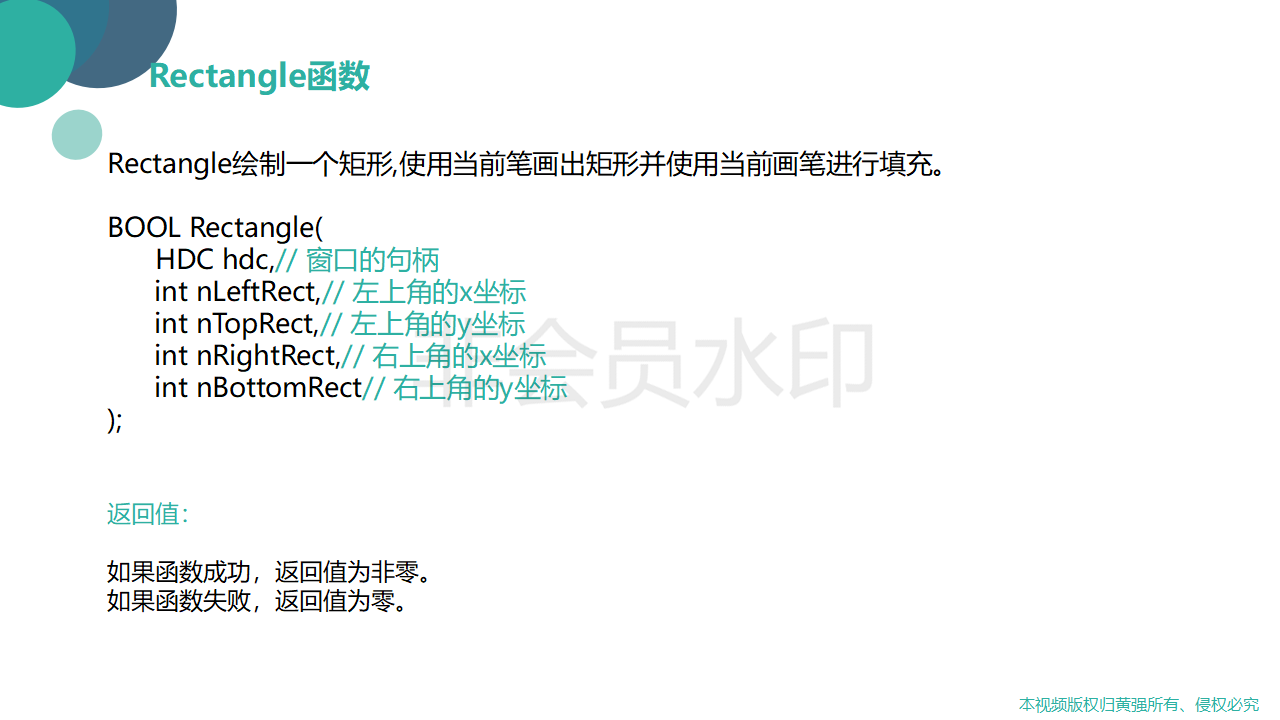 Rectangle函数
Rectangle绘制一个矩形,使用当前笔画出矩形并使用当前画笔进行填充。
BOOL Rectangle(
HDC hdc,// 窗口的句柄
int nLeftRect,// 左上角的x坐标
int nTopRect,// 左上角的y坐标
int nRightRect,// 右上角的x坐标
int nBottomRect// 右上角的y坐标
);
非会员水印
返回值：
如果函数成功，返回值为非零。
如果函数失败，返回值为零。
本视频版权归黄强所有、侵权必究